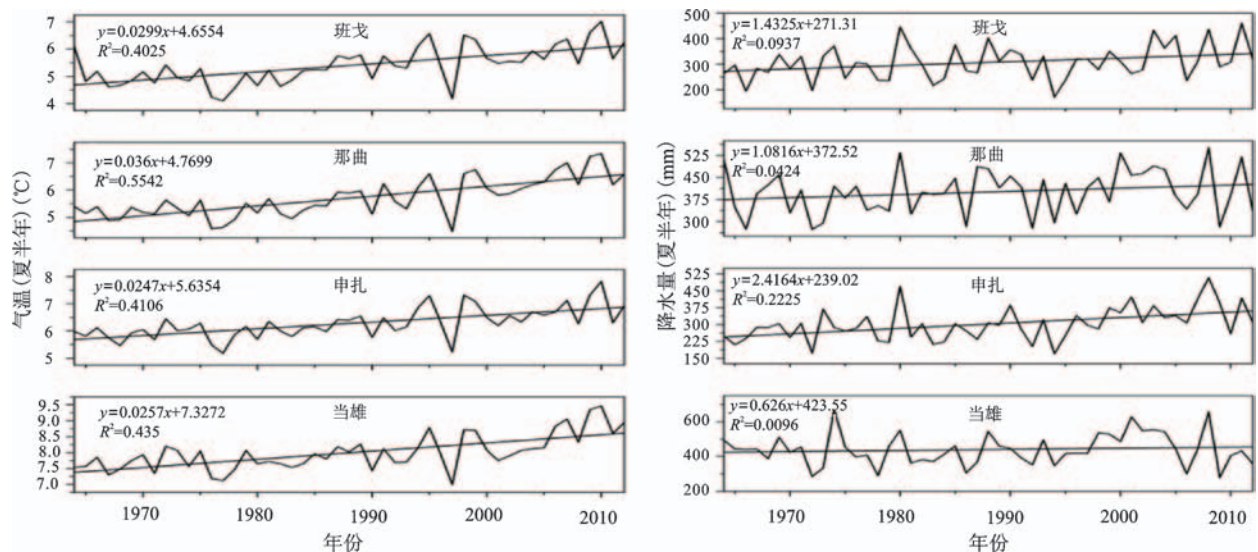 气温(夏半年)(℃)
y=0.0299x+4.6554
R²=0.4025
班戈
7
6
5
4
y=0.036x+4.7699
R²=0.5542
那曲
7
6
5
y=0.0247x+5.6354
R²=0.4106
申扎
8
7
6
5
y=0.0257x+7.3272
R²=0.435
当雄
9.5
9.0
8.5
8.0
7.5
7.0
1970 1980 1990 2000 2010
年份
降水量(夏半年)(mm)
y=1.4325x+271.31
R²=0.0937
班戈
500
400
300
200
y=1.0816x+372.52
R²=0.0424
那曲
525
450
375
300
y=2.4164x+239.02
R²=0.2225
申扎
525
450
375
300
225
150
y=0.626x+423.55
R²=0.0096
当雄
600
400
200
1970 1980 1990 2000 2010
年份